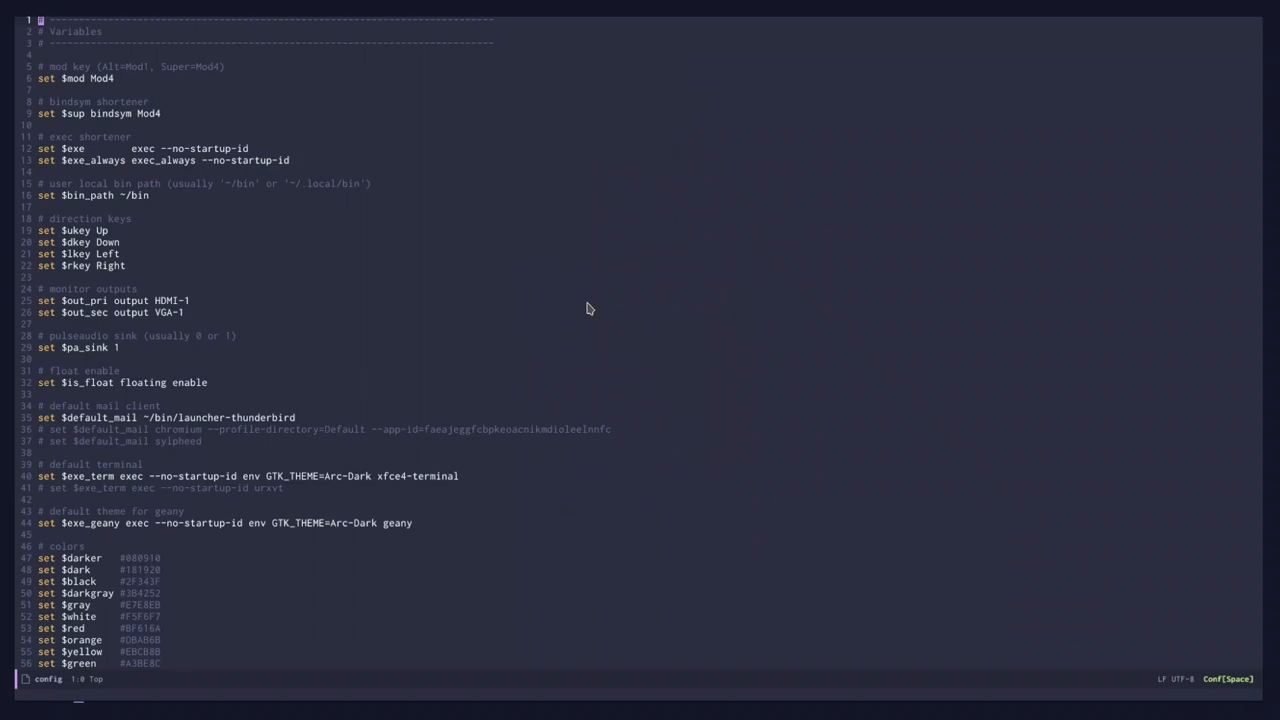 1 # ----------------------------------------------------------------------------
2 # Variables
3 # ----------------------------------------------------------------------------
4
5 # mod key (Alt=Mod1, Super=Mod4)
6 set $mod Mod4
7
8 # bindsym shortener
9 set $sup bindsym Mod4
10
11 # exec shortener
12 set $exe        exec --no-startup-id
13 set $exe_always exec_always --no-startup-id
14
15 # user local bin path (usually '~/bin' or '~/.local/bin')
16 set $bin_path ~/bin
17
18 # direction keys
19 set $ukey Up
20 set $dkey Down
21 set $lkey Left
22 set $rkey Right
23
24 # monitor outputs
25 set $out_pri output HDMI-1
26 set $out_sec output VGA-1
27
28 # pulseaudio sink (usually 0 or 1)
29 set $pa_sink 1
30
31 # float enable
32 set $is_float floating enable
33
34 # default mail client
35 set $default_mail ~/bin/launcher-thunderbird
36 # set $default_mail chromium --profile-directory=Default --app-id=faeajeggfcbpkeoacnikmdioleelnnfc
37 # set $default_mail sylpheed
38
39 # default terminal
40 set $exe_term exec --no-startup-id env GTK_THEME=Arc-Dark xfce4-terminal
41 # set $exe_term exec --no-startup-id urxvt
42
43 # default theme for geany
44 set $exe_geany exec --no-startup-id env GTK_THEME=Arc-Dark geany
45
46 # colors
47 set $darker   #080910
48 set $dark     #181920
49 set $black    #2F343F
50 set $darkgray #3B4252
51 set $gray     #E7E8EB
52 set $white    #F5F6F7
53 set $red      #BF616A
54 set $orange   #DBAB6B
55 set $yellow   #EBCB8B
56 set $green    #A3BE8C
config 1:0 Top LF UTF-8 Conf[Space]